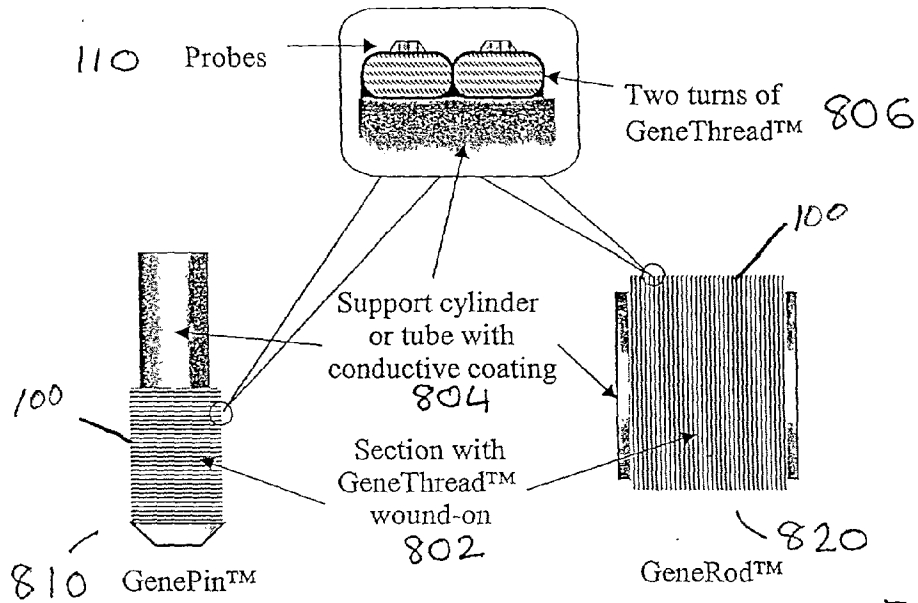 110 Probes
Two turns of
GeneThread™ 806
100
Support cylinder
or tube with
conductive coating
804
100
Section with
GeneThread™
wound-on
802
820
810 GenePin™
GeneRod™